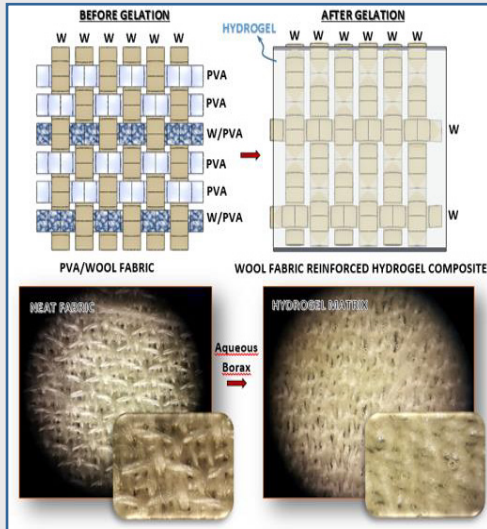 BEFORE GELATION
AFTER GELATION
HYDROGEL
W W W W W W
W W W W W W
PVA
PVA
W/PVA
W
PVA
PVA
W/PVA
W
PVA/WOOL FABRIC
WOOL FABRIC REINFORCED HYDROGEL COMPOSITE
NEAT FABRIC
HYDROGEL MATRIX
Aqueous
Borax